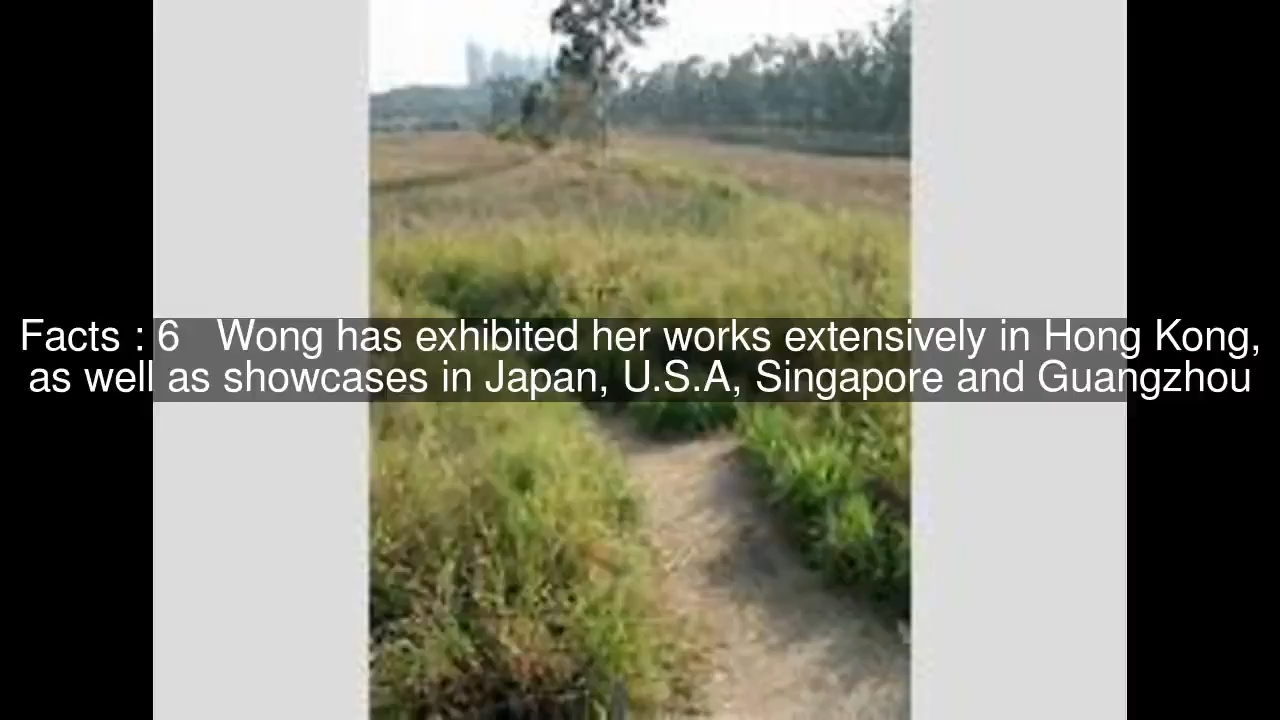 Facts : 6   Wong has exhibited her works extensively in Hong Kong,
as well as showcases in Japan, U.S.A, Singapore and Guangzhou